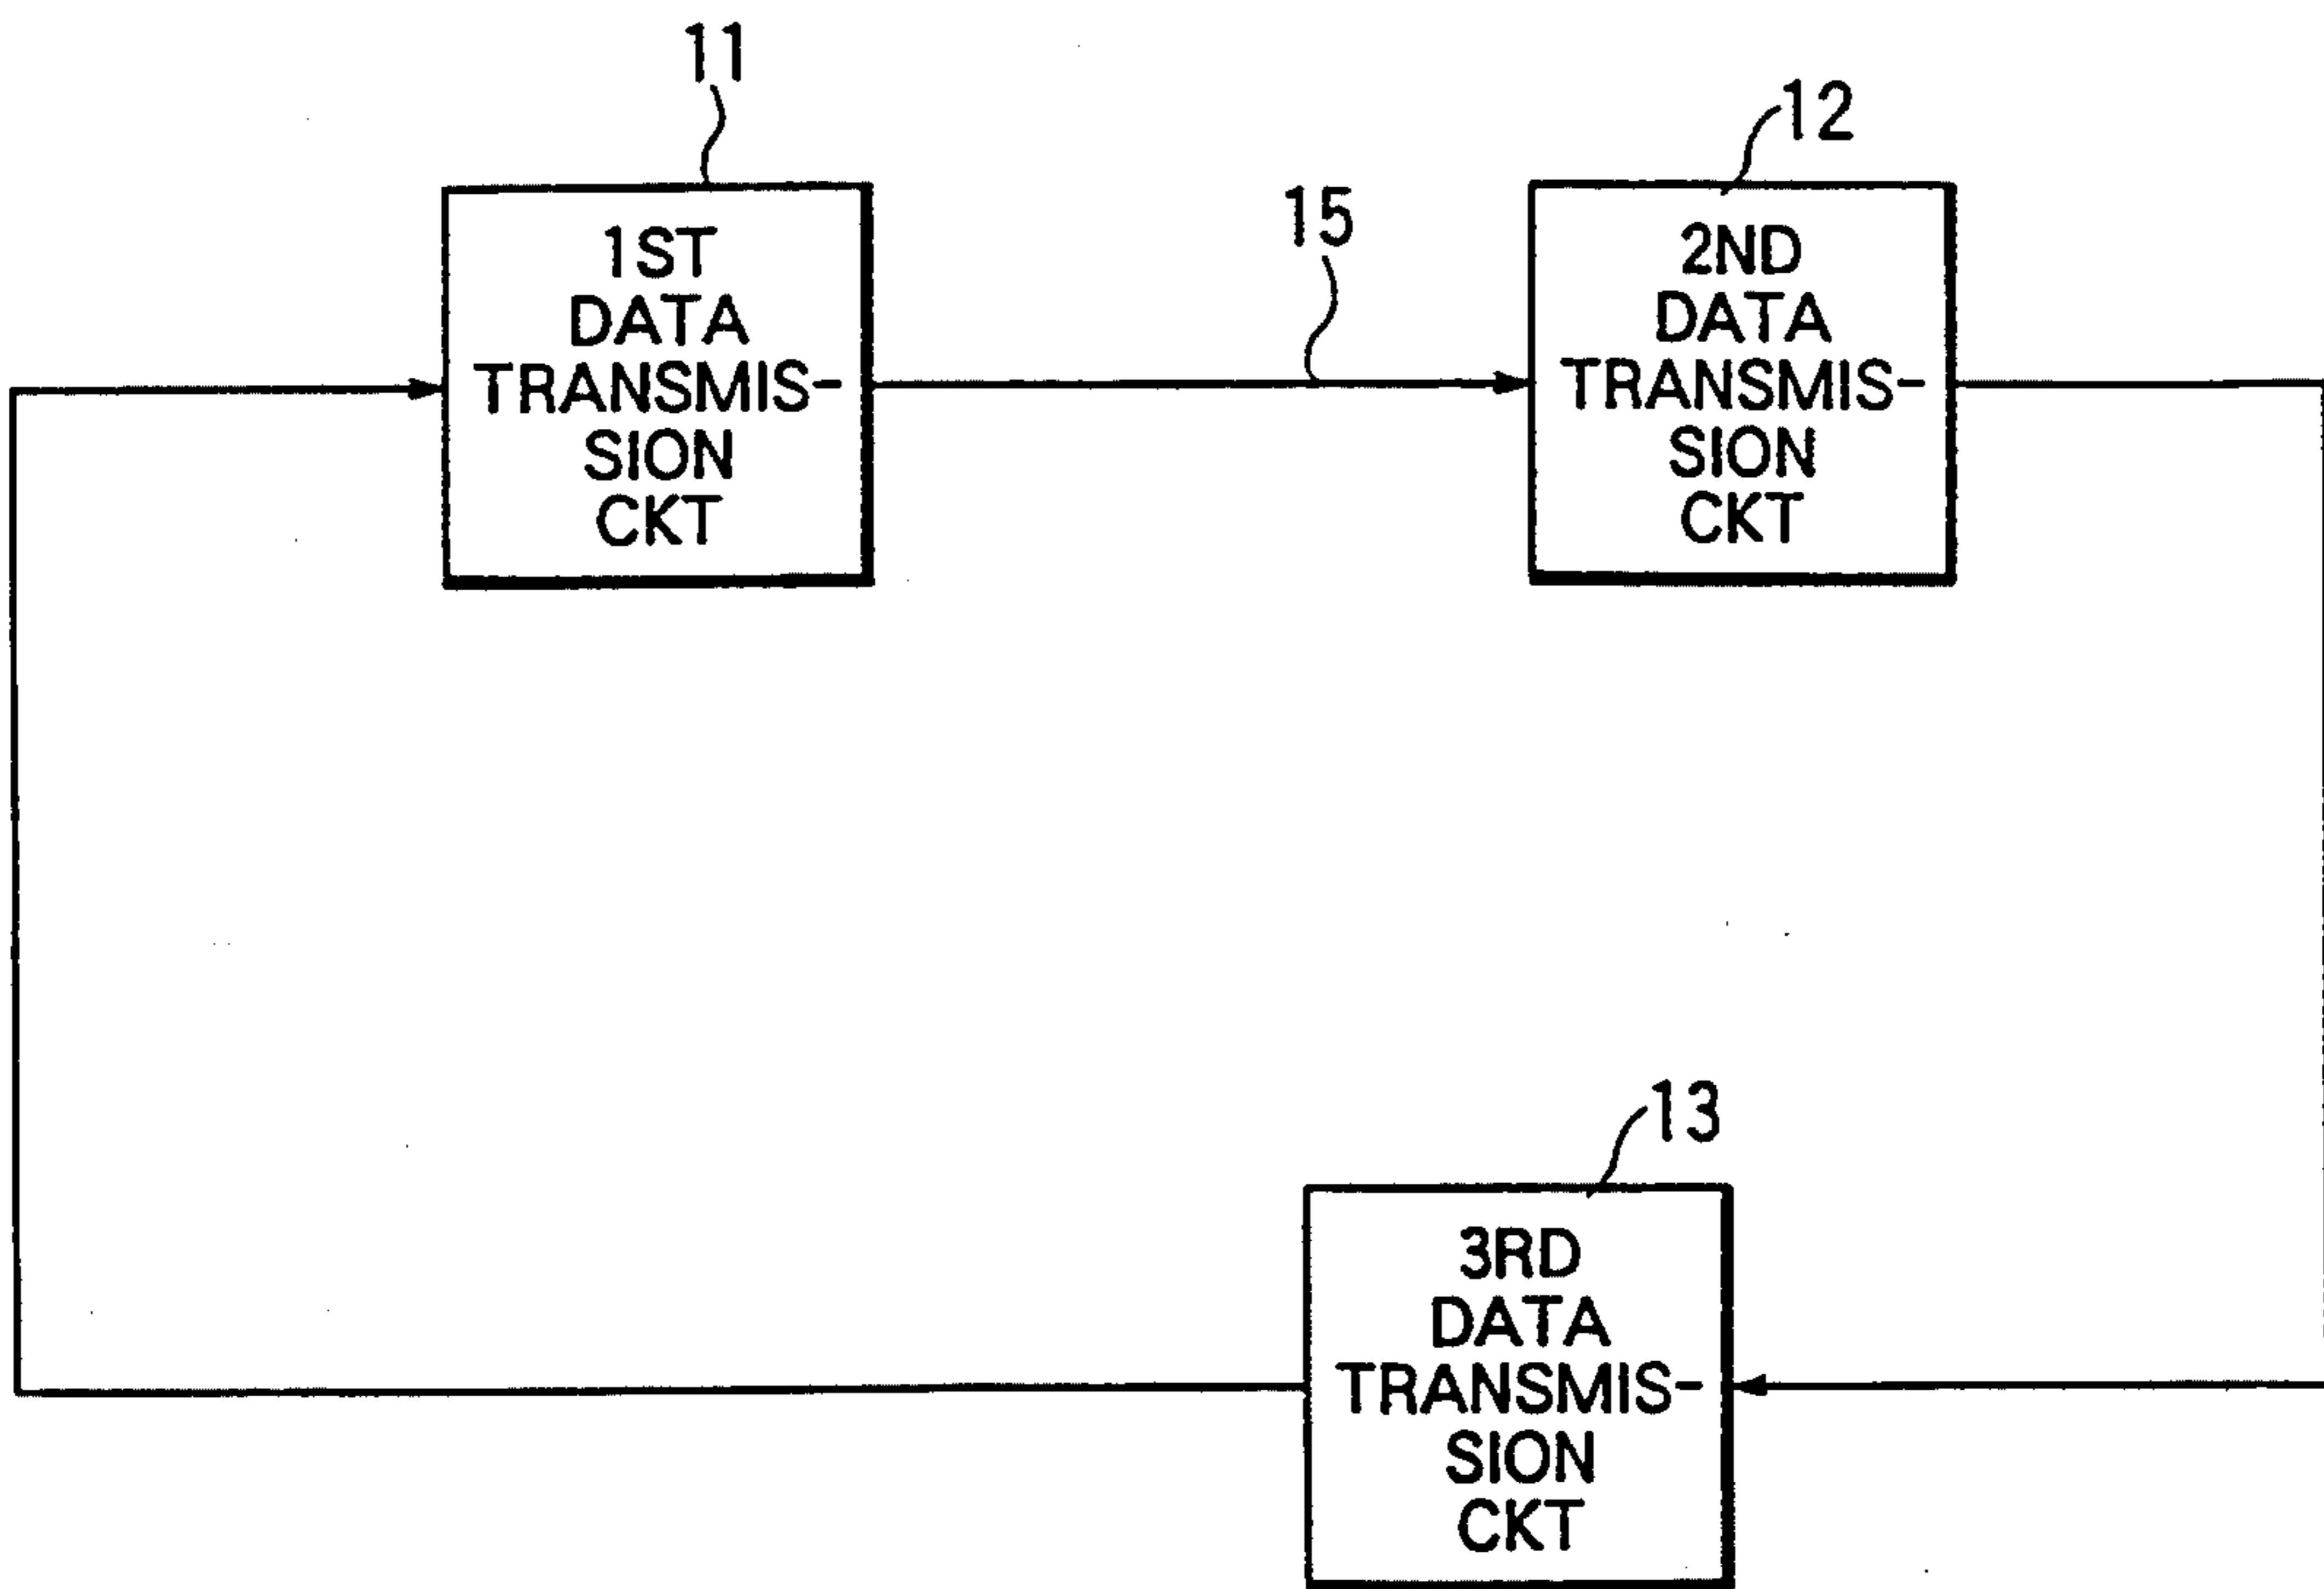 11
12
15
1ST
DATA
TRANSMIS-
SION
CKT
2ND
DATA
TRANSMIS-
SION
CKT
13
3RD
DATA
TRANSMIS-
SION
CKT